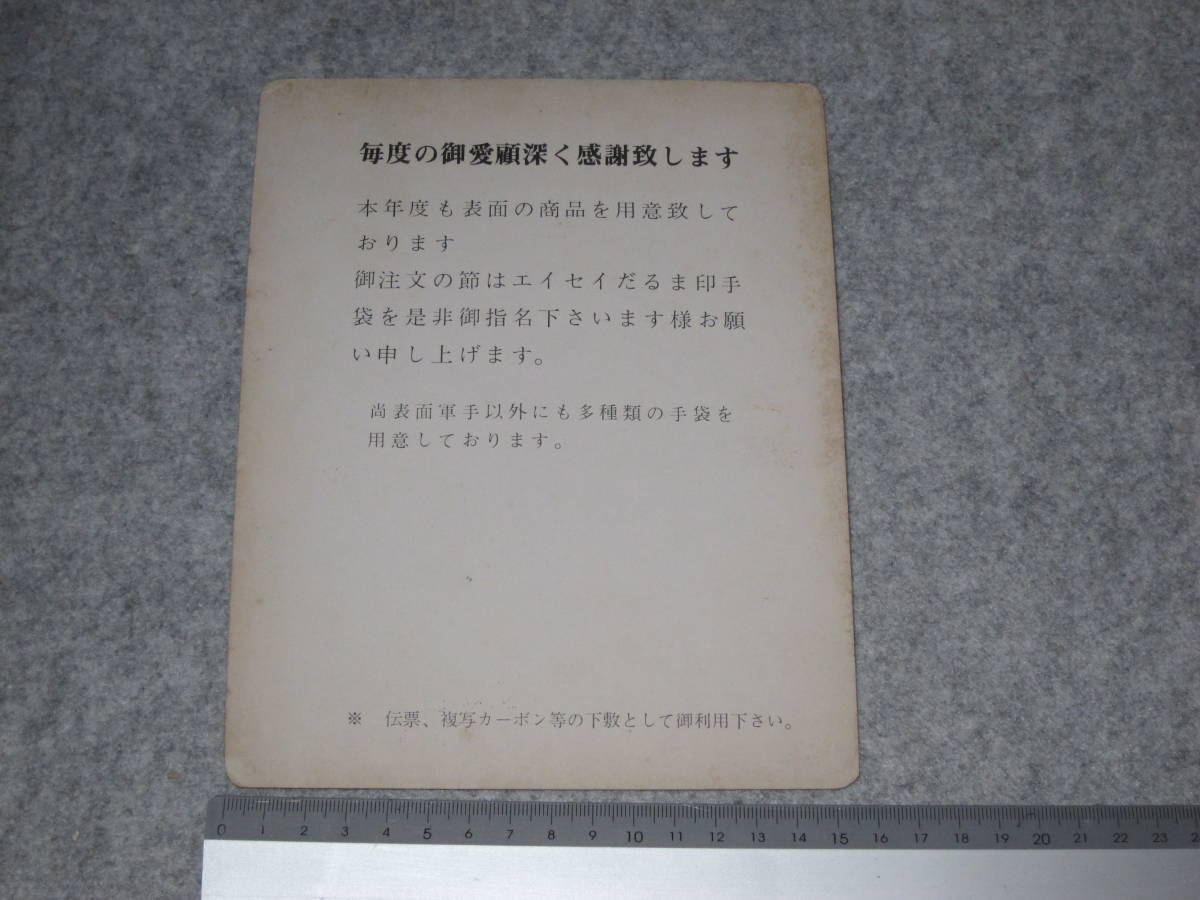 毎度の御愛顧深く感謝致します
本年度も表面の商品を用意致して
おります
御注文の節はエイセイだるま印手
袋を是非御指名下さいます様お願
い申し上げます。
尚表面軍手以外にも多種類の手袋を
用意しております。
※ 伝票、複写カーボン等の下敷として御利用下さい。
0 1 2 3 4 5 6 7 8 9 10 11 12 13 14 15 16 17 18 19 20 21 22 23